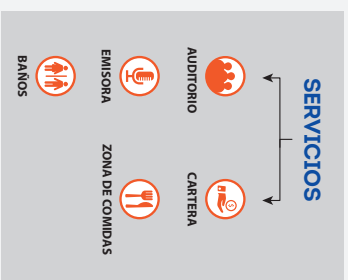 SERVICIOS
AUDITORIO
CARTERA
EMISORA
ZONA DE COMIDAS
BAÑOS